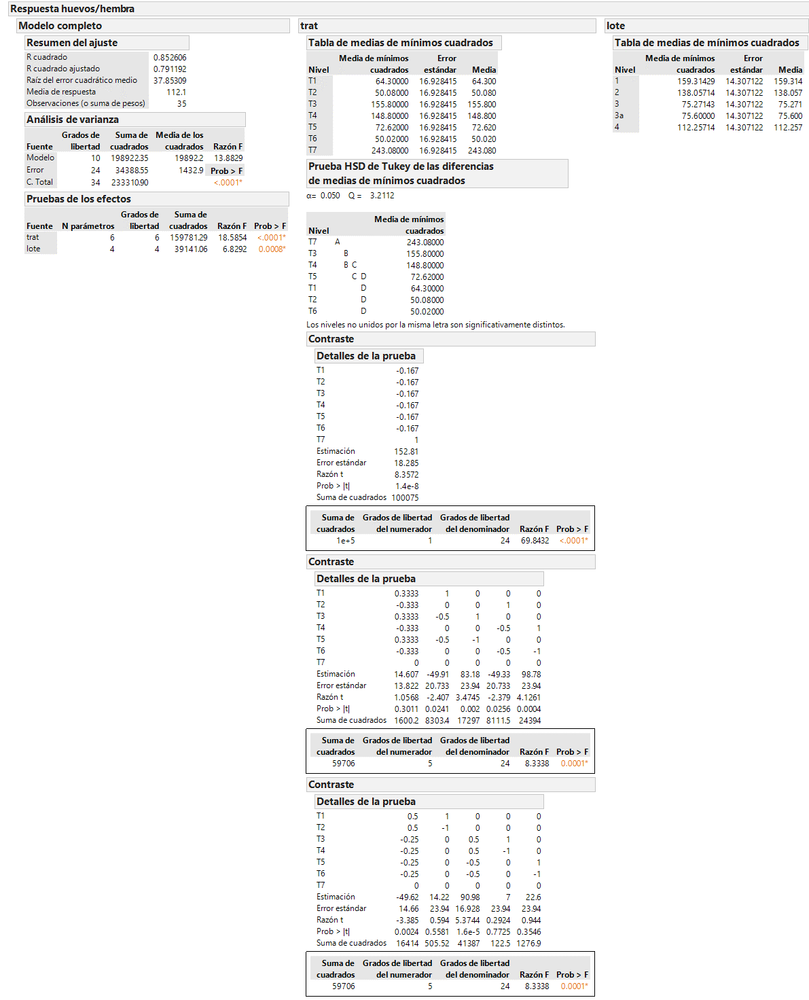 Respuesta huevos/hembra
Modelo completo
Resumen del ajuste
R cuadrado 0.852606
R cuadrado ajustado 0.791192
Raíz del error cuadrático medio 37.85309
Media de respuesta 112.1
Observaciones (o suma de pesos) 35
Análisis de varianza
Grados de Suma de Media de los
Fuente libertad cuadrados cuadrados Razón F
Modelo 10 198922.35 19892.2 13.8829
Error 24 34388.55 1432.9 Prob > F
C. Total 34 233310.90 <.0001*
Pruebas de los efectos
Grados de Suma de
Fuente N parámetros libertad cuadrados Razón F Prob > F
trat 6 6 159781.29 18.5854 <.0001*
lote 4 4 39141.06 6.8292 0.0008*
trat
Tabla de medias de mínimos cuadrados
Media de mínimos Error
Nivel cuadrados estándar Media
T1 64.30000 16.928415 64.300
T2 50.08000 16.928415 50.080
T3 155.80000 16.928415 155.800
T4 148.80000 16.928415 148.800
T5 72.62000 16.928415 72.620
T6 50.02000 16.928415 50.020
T7 243.08000 16.928415 243.080
Prueba HSD de Tukey de las diferencias
de medias de mínimos cuadrados
α= 0.050 Q = 3.2112
Media de mínimos
Nivel cuadrados
T7 A 243.08000
T3 B 155.80000
T4 B C 148.80000
T5 C D 72.62000
T1 D 64.30000
T2 D 50.08000
T6 D 50.02000
Los niveles no unidos por la misma letra son significativamente distintos.
Contraste
Detalles de la prueba
T1 -0.167
T2 -0.167
T3 -0.167
T4 -0.167
T5 -0.167
T6 -0.167
T7 1
Estimación 152.81
Error estándar 18.285
Razón t 8.3572
Prob > |t| 1.4e-8
Suma de cuadrados 100075
Suma de Grados de libertad Grados de libertad
cuadrados del numerador del denominador Razón F Prob > F
1e+5 1 24 69.8432 <.0001*
Contraste
Detalles de la prueba
T1 0.3333 1 0 0 0
T2 -0.333 0 0 1 0
T3 0.3333 -0.5 1 0 0
T4 -0.333 0 0 -0.5 1
T5 0.3333 -0.5 -1 0 0
T6 -0.333 0 0 -0.5 -1
T7 0 0 0 0 0
Estimación 14.607 -49.91 83.18 -49.33 98.78
Error estándar 13.822 20.733 23.94 20.733 23.94
Razón t 1.0568 -2.407 3.4745 -2.379 4.1261
Prob > |t| 0.3011 0.0241 0.002 0.0256 0.0004
Suma de cuadrados 1600.2 8303.4 17297 8111.5 24394
Suma de Grados de libertad Grados de libertad
cuadrados del numerador del denominador Razón F Prob > F
59706 5 24 8.3338 0.0001*
Contraste
Detalles de la prueba
T1 0.5 1 0 0 0
T2 0.5 -1 0 0 0
T3 -0.25 0 0.5 1 0
T4 -0.25 0 0.5 -1 0
T5 -0.25 0 -0.5 0 1
T6 -0.25 0 -0.5 0 -1
T7 0 0 0 0 0
Estimación -49.62 14.22 90.98 7 22.6
Error estándar 14.66 23.94 16.928 23.94 23.94
Razón t -3.385 0.594 5.3744 0.2924 0.944
Prob > |t| 0.0024 0.5581 1.6e-5 0.7725 0.3546
Suma de cuadrados 16414 505.52 41387 122.5 1276.9
Suma de Grados de libertad Grados de libertad
cuadrados del numerador del denominador Razón F Prob > F
59706 5 24 8.3338 0.0001*
lote
Tabla de medias de mínimos cuadrados
Media de mínimos Error
Nivel cuadrados estándar Media
1 159.31429 14.307122 159.314
2 138.05714 14.307122 138.057
3 75.27143 14.307122 75.271
3a 75.60000 14.307122 75.600
4 112.25714 14.307122 112.257